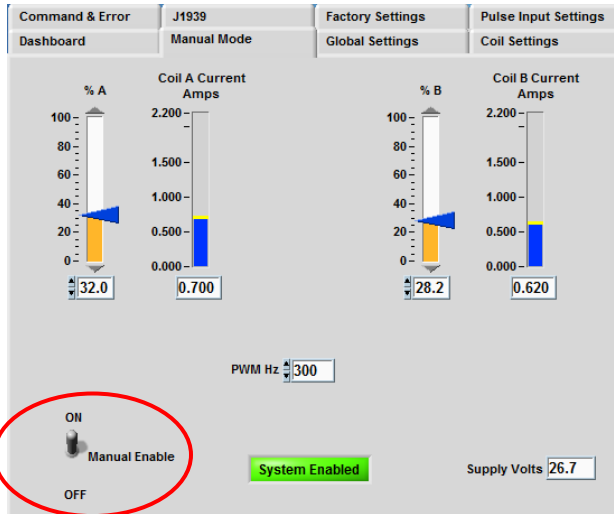 Command & Error J1939 Factory Settings Pulse Input Settings
Dashboard Manual Mode Global Settings Coil Settings
% A
Coil A Current
Amps
100
80
60
40
20
0
32.0
2.200
1.500
1.000
0.500
0.000
0.700
% B
Coil B Current
Amps
100
80
60
40
20
0
28.2
2.200
1.500
1.000
0.500
0.000
0.620
PWM Hz 300
ON
Manual Enable
OFF
System Enabled
Supply Volts 26.7